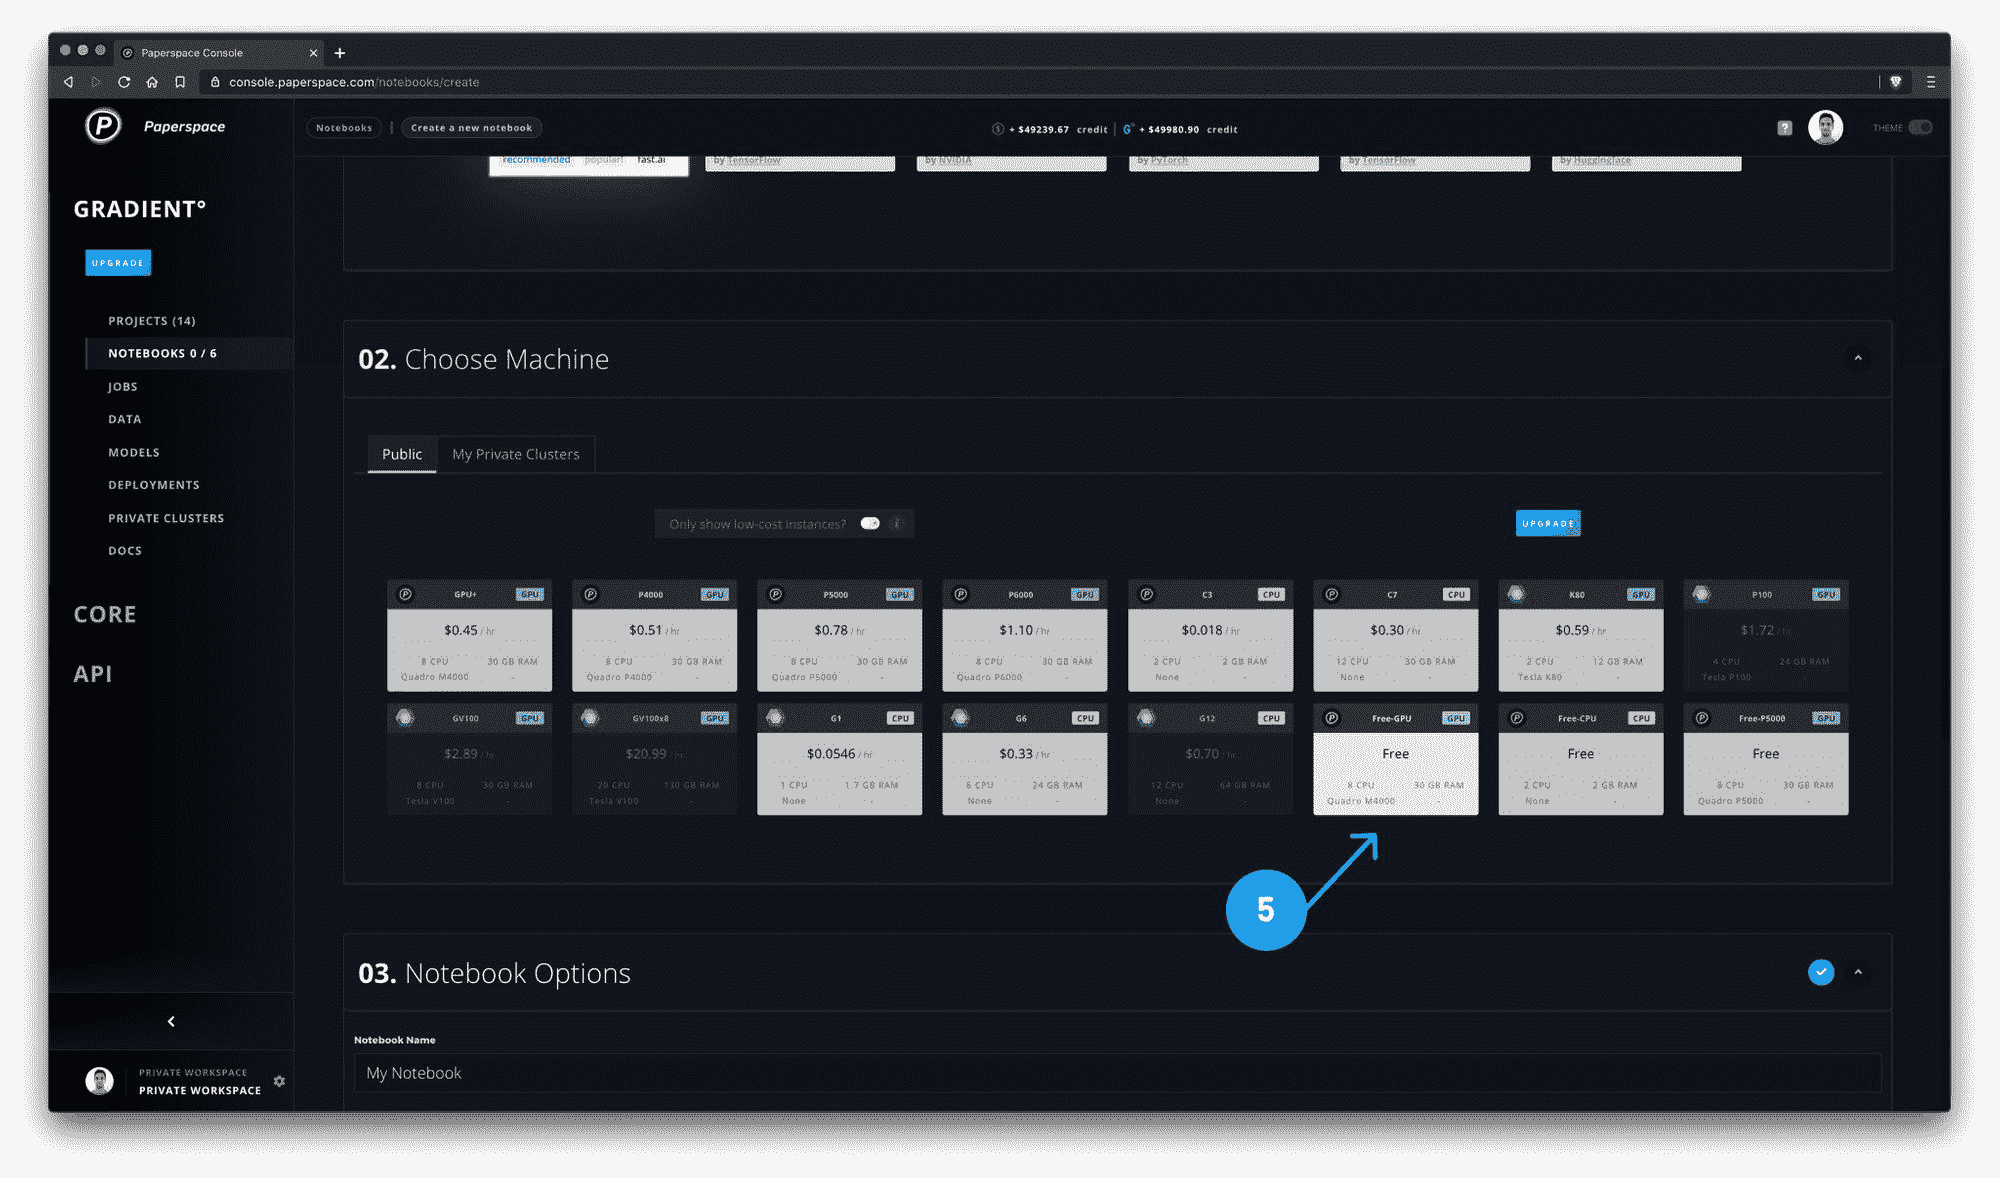 Paperspace Console
console.paperspace.com/notebooks/create
Paperspace
Notebooks | Create a new notebook
+ $49239.67 credit | G° + $49980.90 credit
THEME
recommended popular! fast.ai
by TensorFlow
by NVIDIA
by PyTorch
by TensorFlow
by Huggingface
GRADIENT°
UPGRADE
PROJECTS (14)
NOTEBOOKS 0 / 6
JOBS
DATA
MODELS
DEPLOYMENTS
PRIVATE CLUSTERS
DOCS
CORE
API
PRIVATE WORKSPACE
PRIVATE WORKSPACE
02. Choose Machine
Public
My Private Clusters
Only show low-cost instances?
UPGRADE
GPU+ GPU
$0.45 / hr
8 CPU 30 GB RAM
Quadro M4000 -
P4000 GPU
$0.51 / hr
8 CPU 30 GB RAM
Quadro P4000 -
P5000 GPU
$0.78 / hr
8 CPU 30 GB RAM
Quadro P5000 -
P6000 GPU
$1.10 / hr
8 CPU 30 GB RAM
Quadro P6000 -
C3 CPU
$0.018 / hr
2 CPU 2 GB RAM
None -
C7 CPU
$0.30 / hr
12 CPU 30 GB RAM
None -
K80 GPU
$0.59 / hr
2 CPU 12 GB RAM
Tesla K80 -
P100 GPU
$1.72 / hr
4 CPU 24 GB RAM
Tesla P100 -
GV100 GPU
$2.89 / hr
8 CPU 30 GB RAM
Tesla V100 -
GV100x8 GPU
$20.99 / hr
20 CPU 130 GB RAM
Tesla V100 -
G1 CPU
$0.0546 / hr
1 CPU 1.7 GB RAM
None -
G6 CPU
$0.33 / hr
6 CPU 24 GB RAM
None -
G12 CPU
$0.70 / hr
12 CPU 64 GB RAM
None -
Free-GPU GPU
Free
8 CPU 30 GB RAM
Quadro M4000 -
Free-CPU CPU
Free
2 CPU 2 GB RAM
None -
Free-P5000 GPU
Free
8 CPU 30 GB RAM
Quadro P5000 -
5
03. Notebook Options
Notebook Name
My Notebook